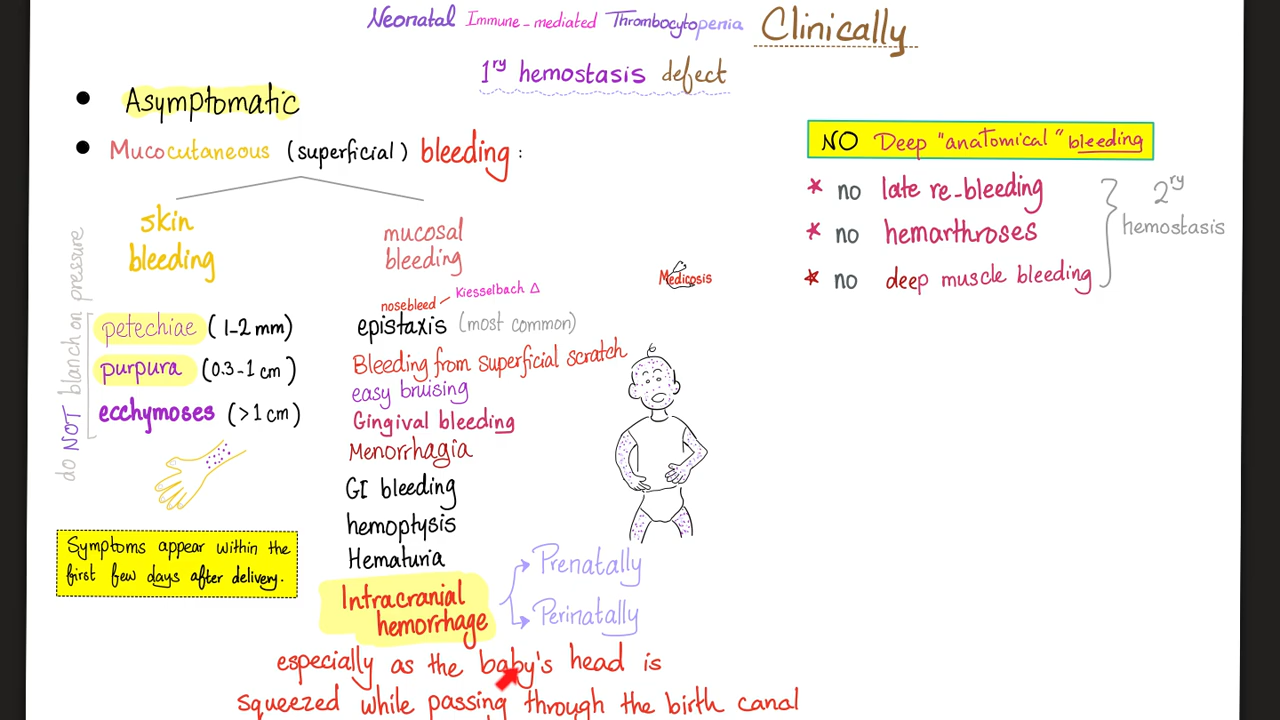 Neonatal Immune-mediated Thrombocytopenia Clinically
1ry hemostasis defect
• Asymptomatic
• Mucocutaneous (superficial) bleeding:
skin
bleeding
do NOT blanch on pressure
petechiae (1-2 mm)
purpura (0.3-1 cm)
ecchymoses (>1 cm)
Symptoms appear within the
first few days after delivery.
mucosal
bleeding
nosebleed - Kiesselbach Δ
epistaxis (most common)
Bleeding from superficial scratch
easy bruising
Gingival bleeding
Menorrhagia
GI bleeding
hemoptysis
Hematuria
Intracranial
hemorrhage
Prenatally
Perinatally
especially as the baby's head is
squeezed while passing through the birth canal
Medicosis
NO Deep "anatomical" bleeding
* no late re-bleeding
* no hemarthroses
* no deep muscle bleeding
2ry
hemostasis